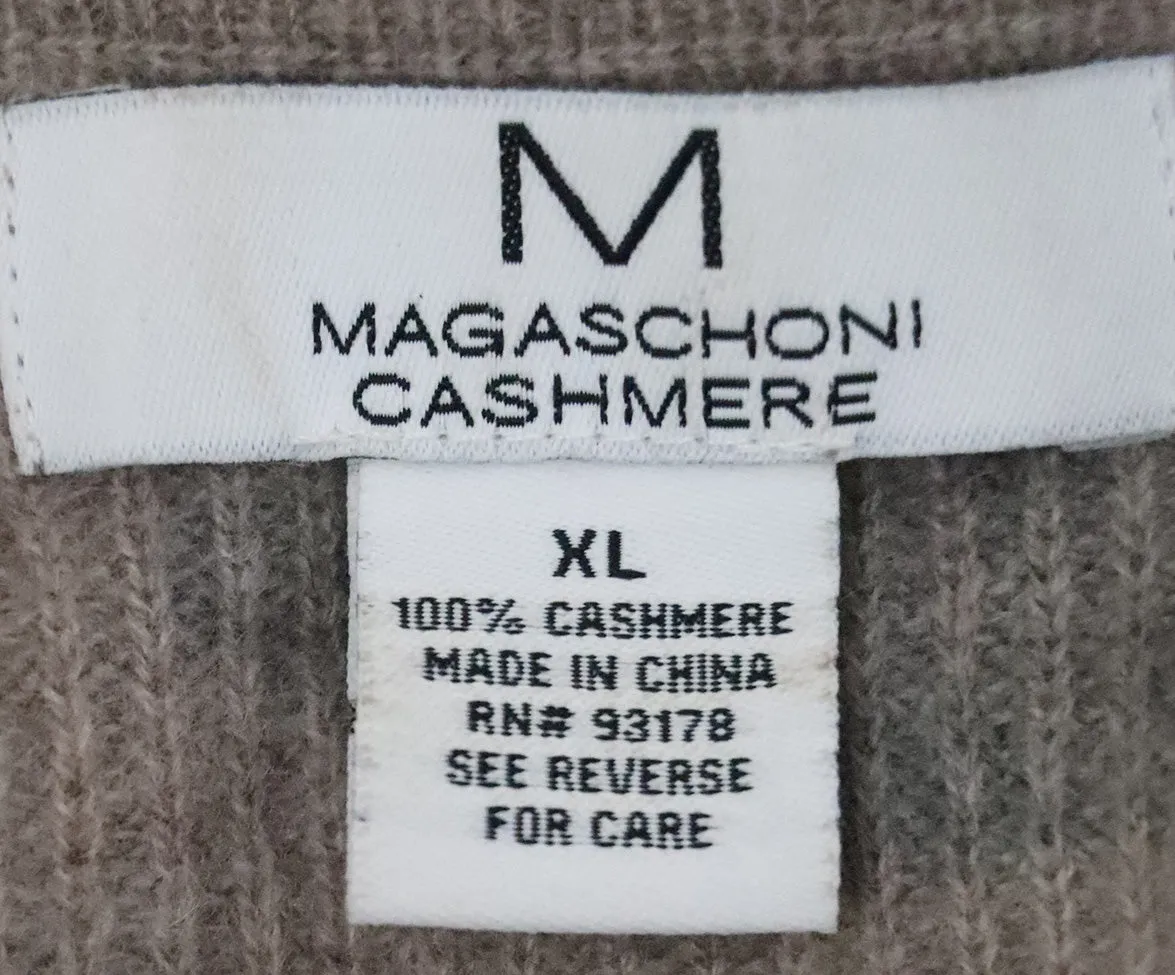 M
MAGASCHONI
CASHMERE
XL
100% CASHMERE
MADE IN CHINA
RN# 93178
SEE REVERSE
FOR CARE